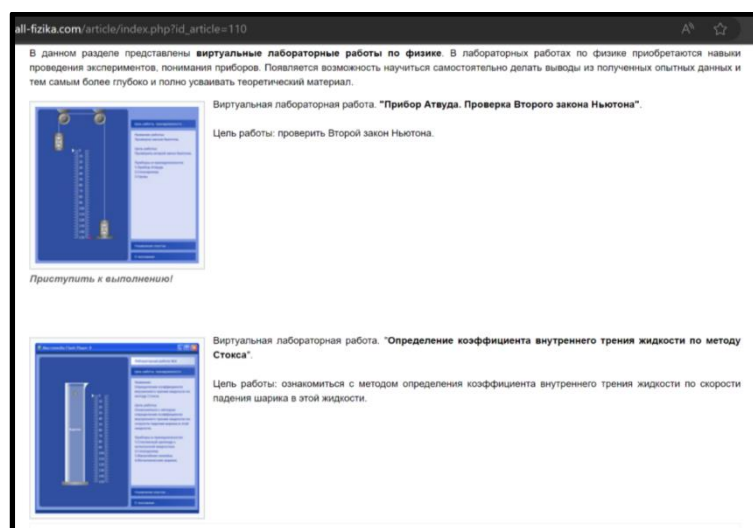 all-fizika.com/article/index.php?id_article=110
В данном разделе представлены виртуальные лабораторные работы по физике. В лабораторных работах по физике приобретаются навыки
проведения экспериментов, понимания приборов. Появляется возможность научиться самостоятельно делать выводы из полученных опытных данных и
тем самым более глубоко и полно усваивать теоретический материал.
Виртуальная лабораторная работа. "Прибор Атвуда. Проверка Второго закона Ньютона".
Цель работы: проверить Второй закон Ньютона.
Приступить к выполнению!
Виртуальная лабораторная работа. "Определение коэффициента внутреннего трения жидкости по методу
Стокса".
Цель работы: ознакомиться с методом определения коэффициента внутреннего трения жидкости по скорости
падения шарика в этой жидкости.